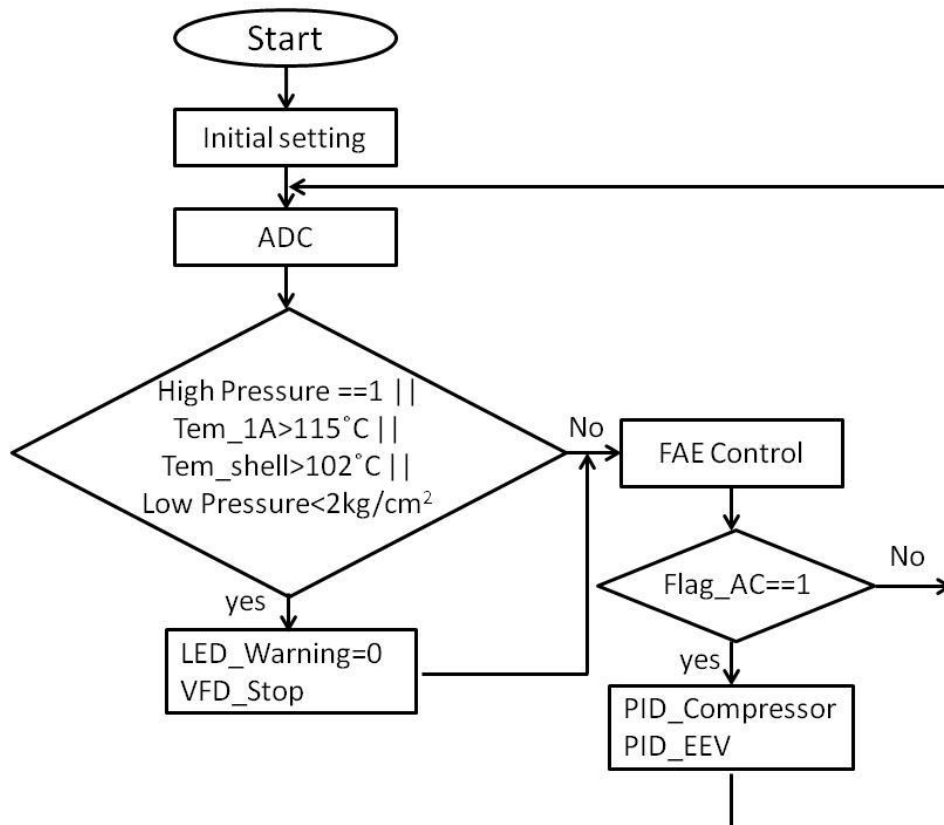 Start
Initial setting
ADC
High Pressure ==1 ||
Tem_1A>115˚C ||
Tem_shell>102˚C ||
Low Pressure<2kg/cm²
No
FAE Control
yes
LED_Warning=0
VFD_Stop
Flag_AC==1
No
yes
PID_Compressor
PID_EEV